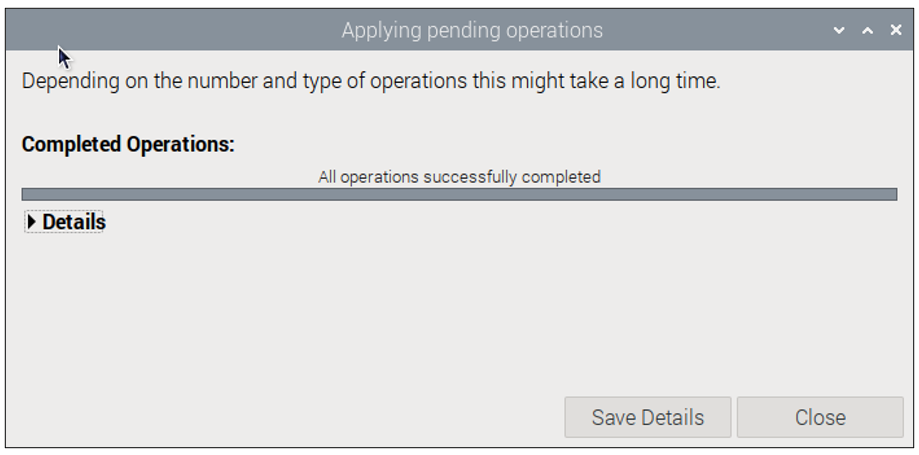 Applying pending operations
Depending on the number and type of operations this might take a long time.
Completed Operations:
All operations successfully completed
Details
Save Details Close